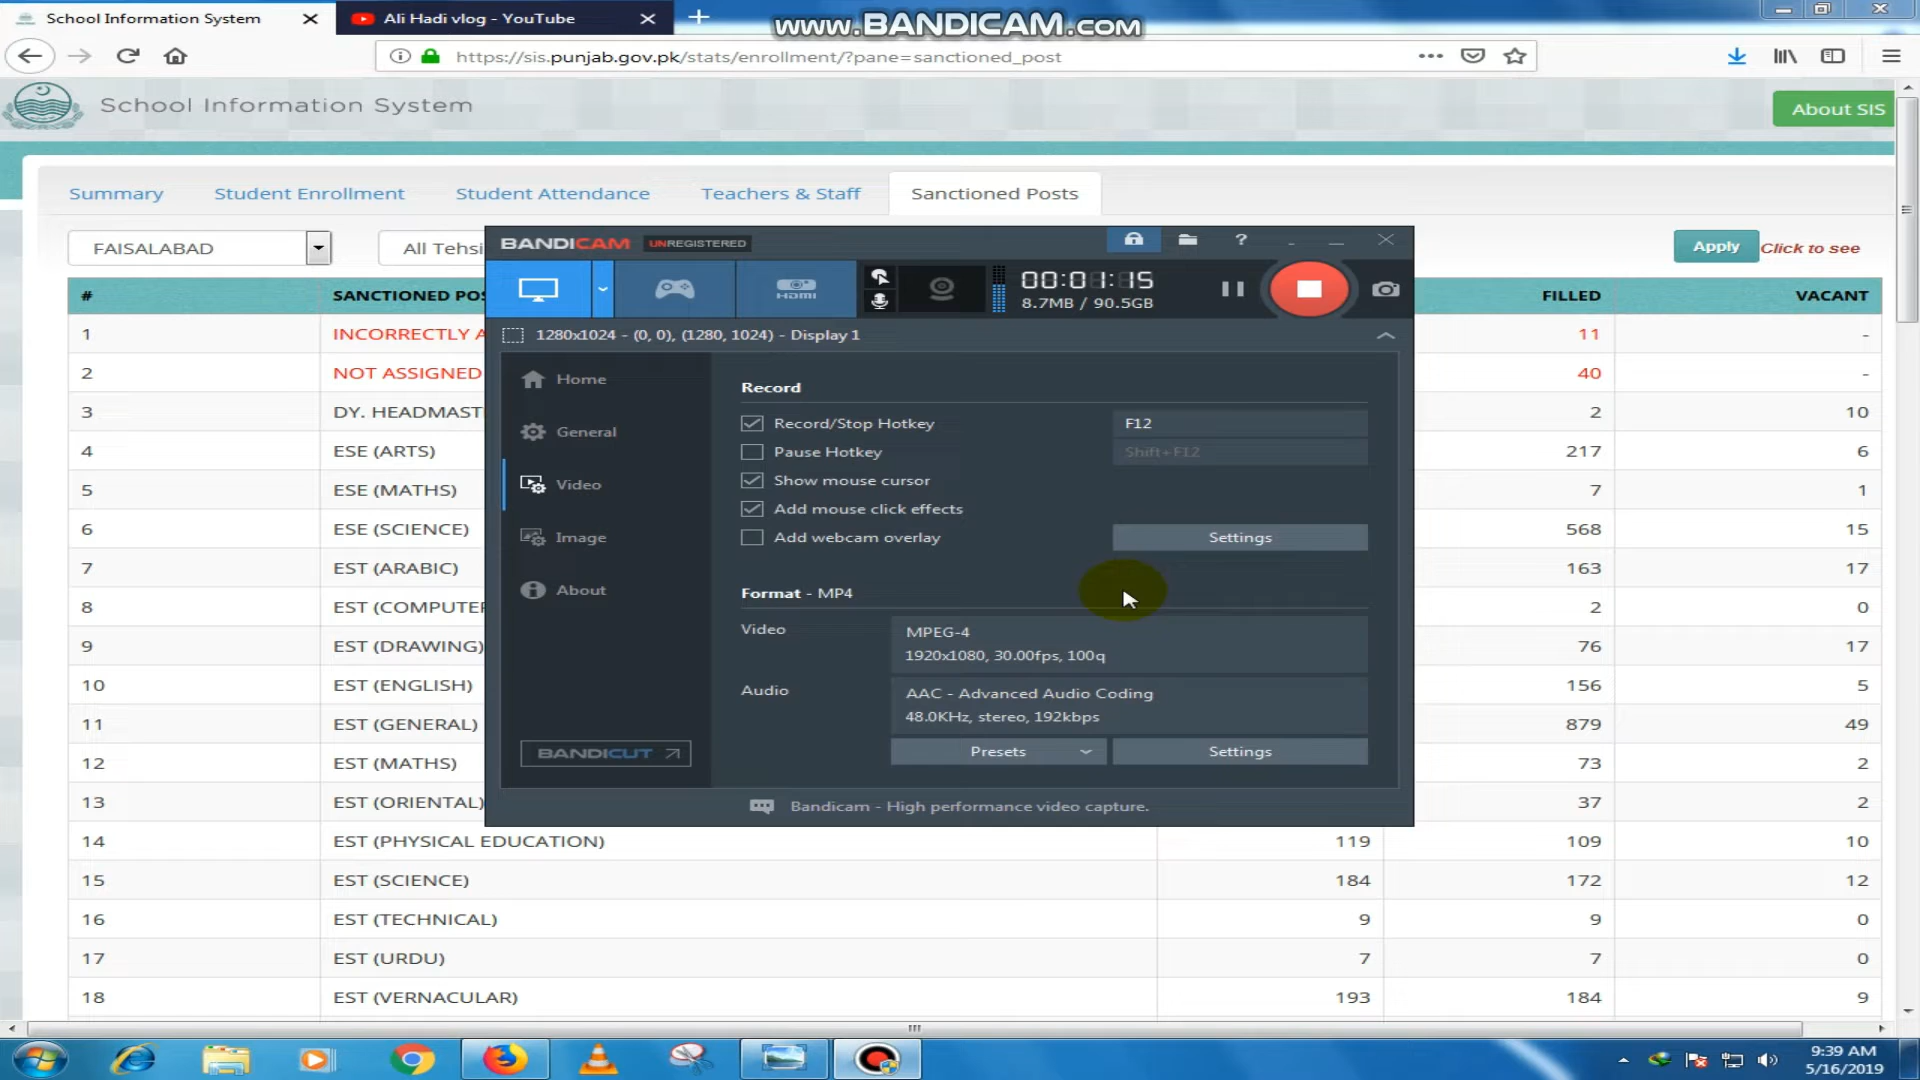 School Information System
Ali Hadi vlog - YouTube
www.BANDICAM.com
https://sis.punjab.gov.pk/stats/enrollment/?pane=sanctioned_post
School Information System
About SIS
Summary
Student Enrollment
Student Attendance
Teachers & Staff
Sanctioned Posts
FAISALABAD
All Tehsi
Apply
Click to see
#
SANCTIONED POS
FILLED
VACANT
1 INCORRECTLY A 11 -
2 NOT ASSIGNED 40 -
3 DY. HEADMAST 2 10
4 ESE (ARTS) 217 6
5 ESE (MATHS) 7 1
6 ESE (SCIENCE) 568 15
7 EST (ARABIC) 163 17
8 EST (COMPUTER 2 0
9 EST (DRAWING) 76 17
10 EST (ENGLISH) 156 5
11 EST (GENERAL) 879 49
12 EST (MATHS) 73 2
13 EST (ORIENTAL) 37 2
14 EST (PHYSICAL EDUCATION) 119 109 10
15 EST (SCIENCE) 184 172 12
16 EST (TECHNICAL) 9 9 0
17 EST (URDU) 7 7 0
18 EST (VERNACULAR) 193 184 9
BANDICAM UNREGISTERED
HDMI
00:01:15
8.7MB / 90.5GB
1280x1024 - (0, 0), (1280, 1024) - Display 1
Home
General
Video
Image
About
BANDICUT
Record
Record/Stop Hotkey F12
Pause Hotkey Shift+F12
Show mouse cursor
Add mouse click effects
Add webcam overlay Settings
Format - MP4
Video
MPEG-4
1920x1080, 30.00fps, 100q
Audio
AAC - Advanced Audio Coding
48.0KHz, stereo, 192kbps
Presets
Settings
Bandicam - High performance video capture.
9:39 AM
5/16/2019